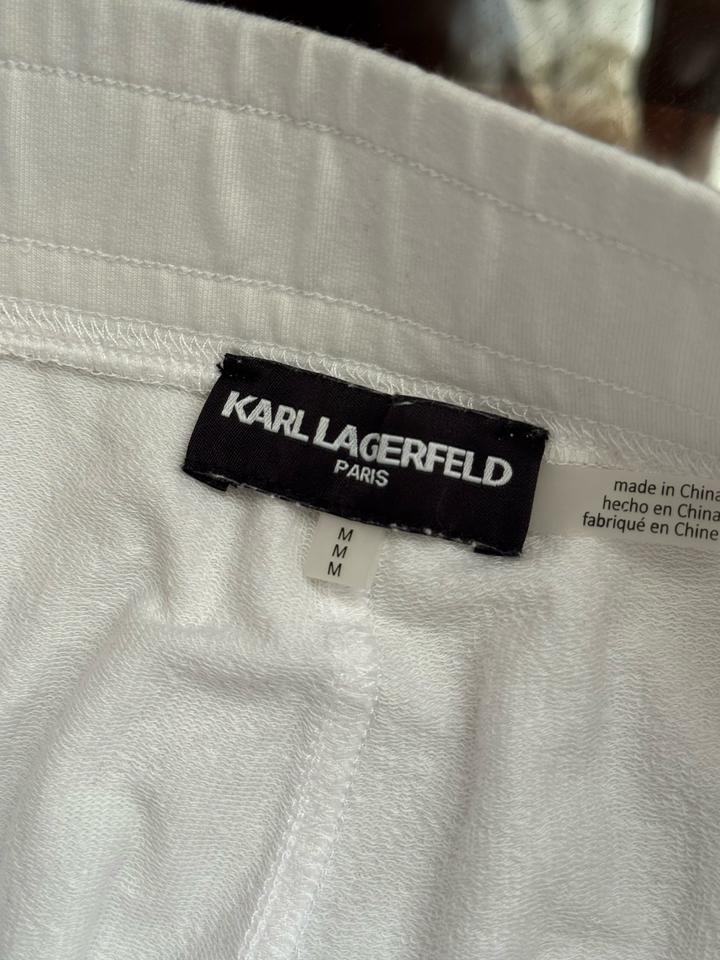 KARL LAGERFELD
PARIS
M
M
M
made in China
hecho en China
fabriqué en Chine